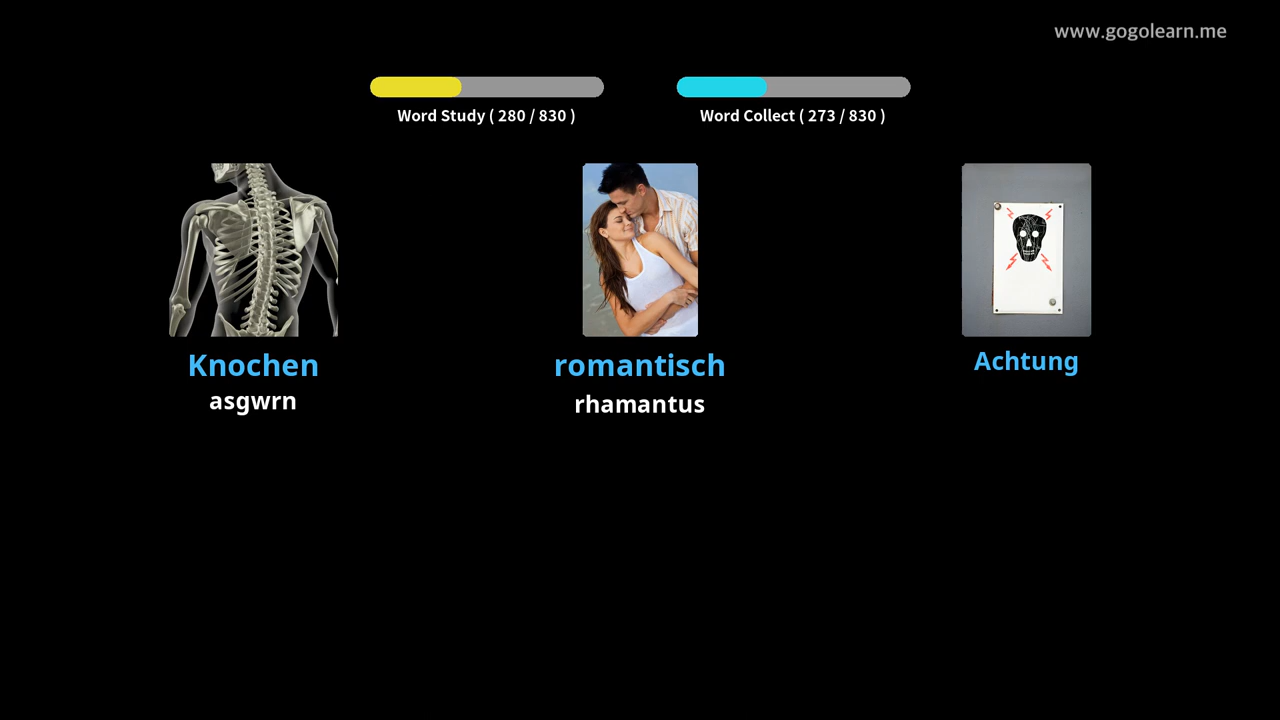 www.gogolearn.me
Word Study ( 280 / 830 )
Word Collect ( 273 / 830 )
Knochen
asgwrn
romantisch
rhamantus
Achtung